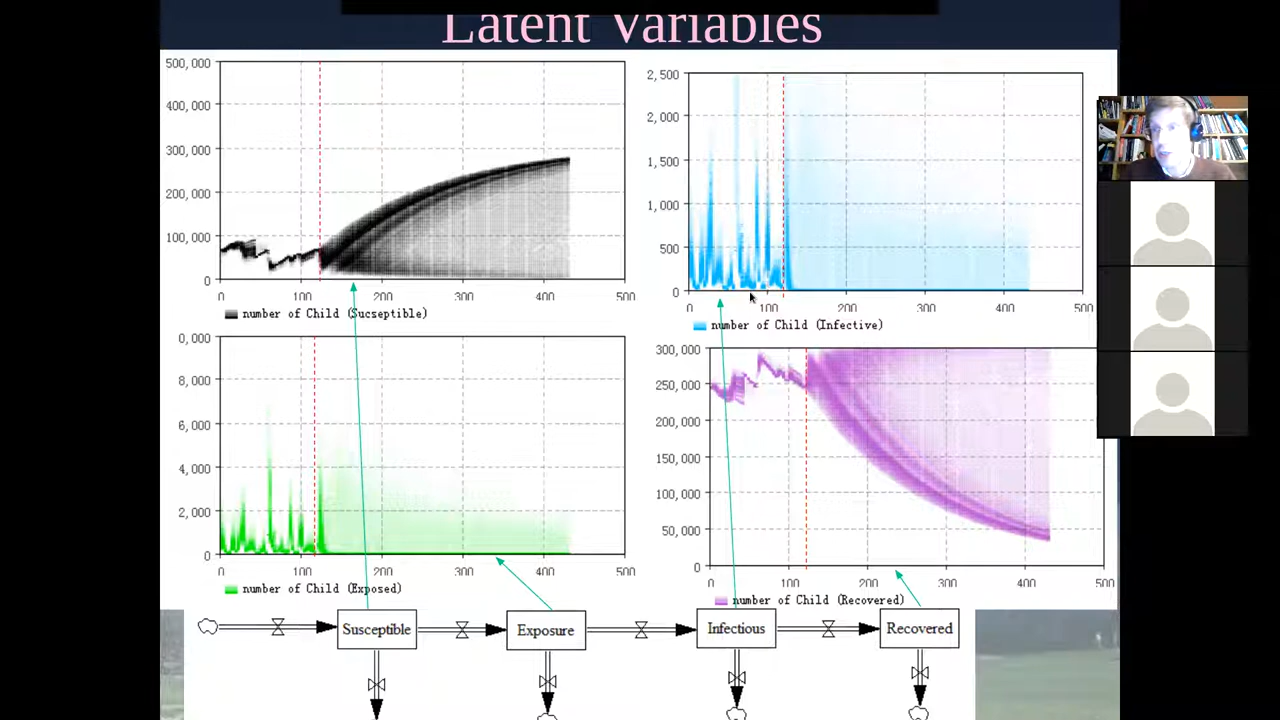 Latent Variables
500,000
400,000
300,000
200,000
100,000
0
0 100 200 300 400 500
number of Child (Sucseptible)
2,500
2,000
1,500
1,000
500
0
0 100 200 300 400 500
number of Child (Infective)
0,000
8,000
6,000
4,000
2,000
0
0 100 200 300 400 500
number of Child (Exposed)
300,000
250,000
200,000
150,000
100,000
50,000
0
0 100 200 300 400 500
number of Child (Recovered)
Susceptible
Exposure
Infectious
Recovered